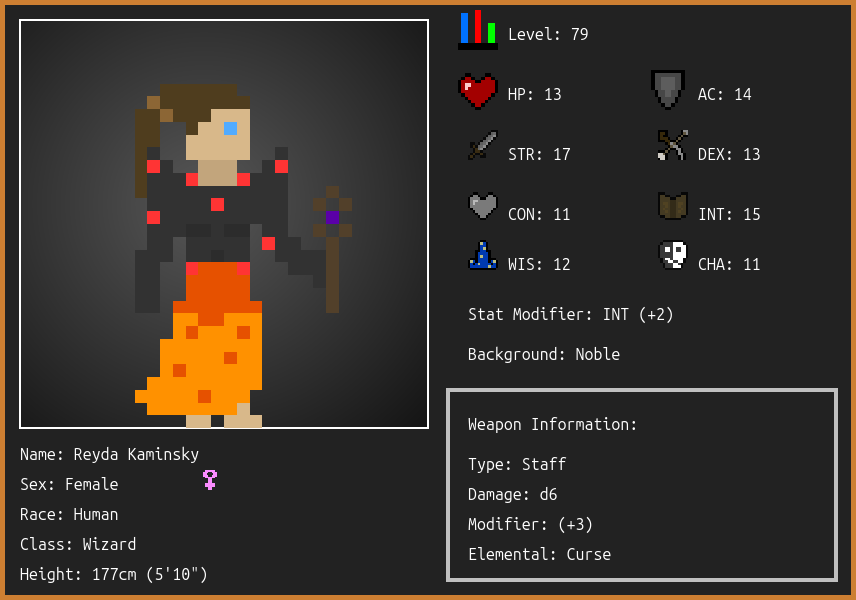 Level: 79
HP: 13
AC: 14
STR: 17
DEX: 13
CON: 11
INT: 15
WIS: 12
CHA: 11
Stat Modifier: INT (+2)
Background: Noble
Weapon Information:
Type: Staff
Damage: d6
Modifier: (+3)
Elemental: Curse
Name: Reyda Kaminsky
Sex: Female
Race: Human
Class: Wizard
Height: 177cm (5'10")